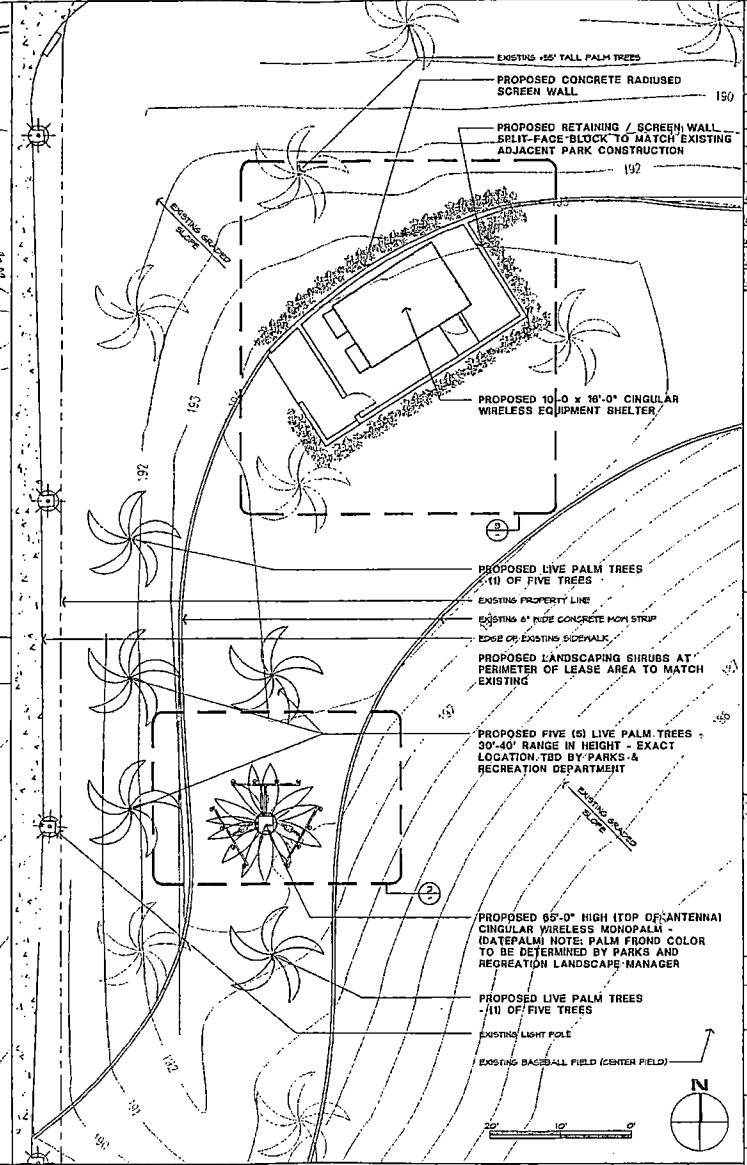 EXISTING ±55' TALL PALM TREES
PROPOSED CONCRETE RADIUSED
SCREEN WALL
190
PROPOSED RETAINING / SCREEN WALL
SPLIT-FACE BLOCK TO MATCH EXISTING
ADJACENT PARK CONSTRUCTION
192
193
EXISTING GRADED
SLOPE
193
194
PROPOSED 10'-0 x 16'-0" CINGULAR
WIRELESS EQUIPMENT SHELTER
192
3
PROPOSED LIVE PALM TREES
- (1) OF FIVE TREES
EXISTING PROPERTY LINE
EXISTING 6" WIDE CONCRETE MOW STRIP
EDGE OF EXISTING SIDEWALK
PROPOSED LANDSCAPING SHRUBS AT
PERIMETER OF LEASE AREA TO MATCH
EXISTING
PROPOSED FIVE (5) LIVE PALM TREES
30'-40' RANGE IN HEIGHT - EXACT
LOCATION TBD BY PARKS &
RECREATION DEPARTMENT
EXISTING GRADED
SLOPE
2
PROPOSED 65'-0" HIGH (TOP OF ANTENNA)
CINGULAR WIRELESS MONOPALM -
(DATEPALM) NOTE: PALM FROND COLOR
TO BE DETERMINED BY PARKS AND
RECREATION LANDSCAPE MANAGER
PROPOSED LIVE PALM TREES
- (1) OF FIVE TREES
EXISTING LIGHT POLE
EXISTING BASEBALL FIELD (CENTER FIELD)
192
191
190
N
20' 10' 0'